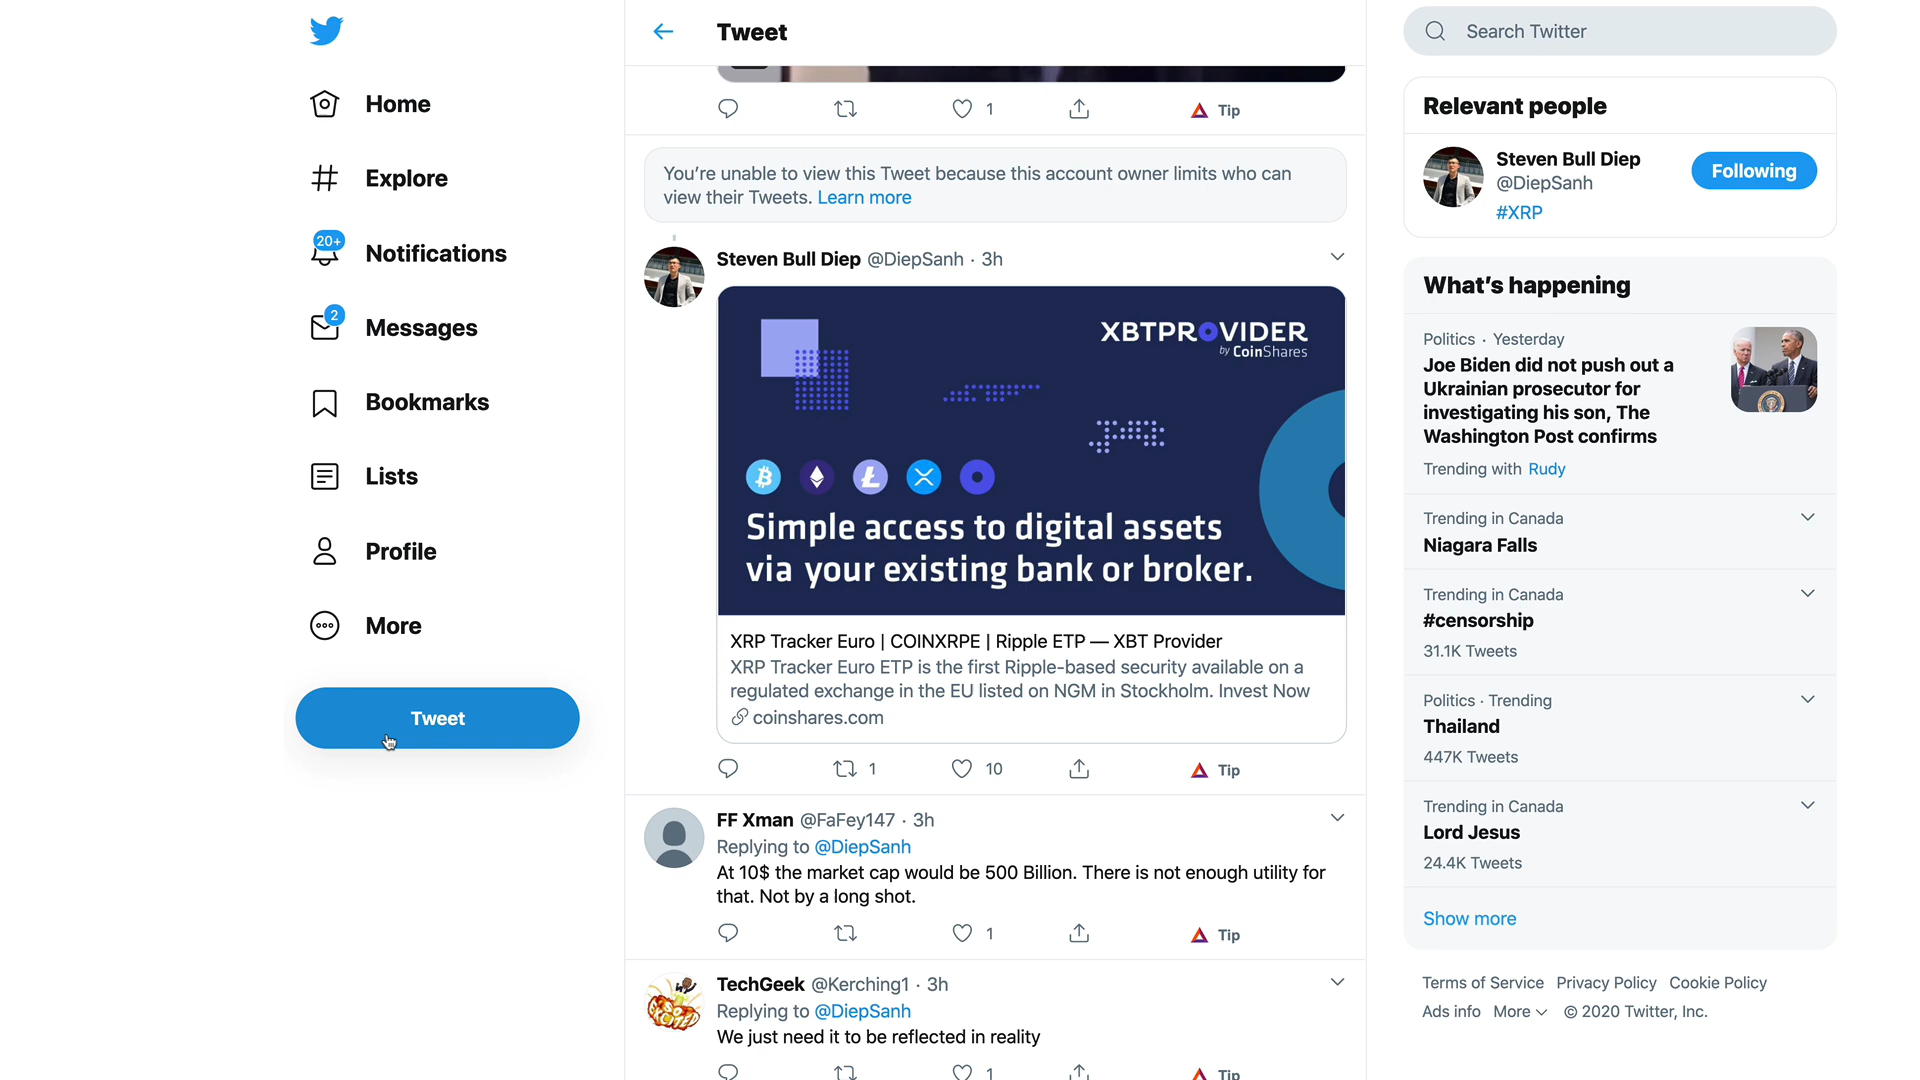 Home
Explore
20+
Notifications
2
Messages
Bookmarks
Lists
Profile
More
Tweet
Tweet
1
Tip
You're unable to view this Tweet because this account owner limits who can
view their Tweets. Learn more
Steven Bull Diep @DiepSanh · 3h
XBTPROVIDER
by CoinShares
Simple access to digital assets
via your existing bank or broker.
XRP Tracker Euro | COINXRPE | Ripple ETP — XBT Provider
XRP Tracker Euro ETP is the first Ripple-based security available on a
regulated exchange in the EU listed on NGM in Stockholm. Invest Now
coinshares.com
1 10 Tip
FF Xman @FaFey147 · 3h
Replying to @DiepSanh
At 10$ the market cap would be 500 Billion. There is not enough utility for
that. Not by a long shot.
1 Tip
TechGeek @Kerching1 · 3h
Replying to @DiepSanh
We just need it to be reflected in reality
1 Tip
Search Twitter
Relevant people
Steven Bull Diep
@DiepSanh
Following
#XRP
What's happening
Politics · Yesterday
Joe Biden did not push out a
Ukrainian prosecutor for
investigating his son, The
Washington Post confirms
Trending with Rudy
Trending in Canada
Niagara Falls
Trending in Canada
#censorship
31.1K Tweets
Politics · Trending
Thailand
447K Tweets
Trending in Canada
Lord Jesus
24.4K Tweets
Show more
Terms of Service Privacy Policy Cookie Policy
Ads info More © 2020 Twitter, Inc.